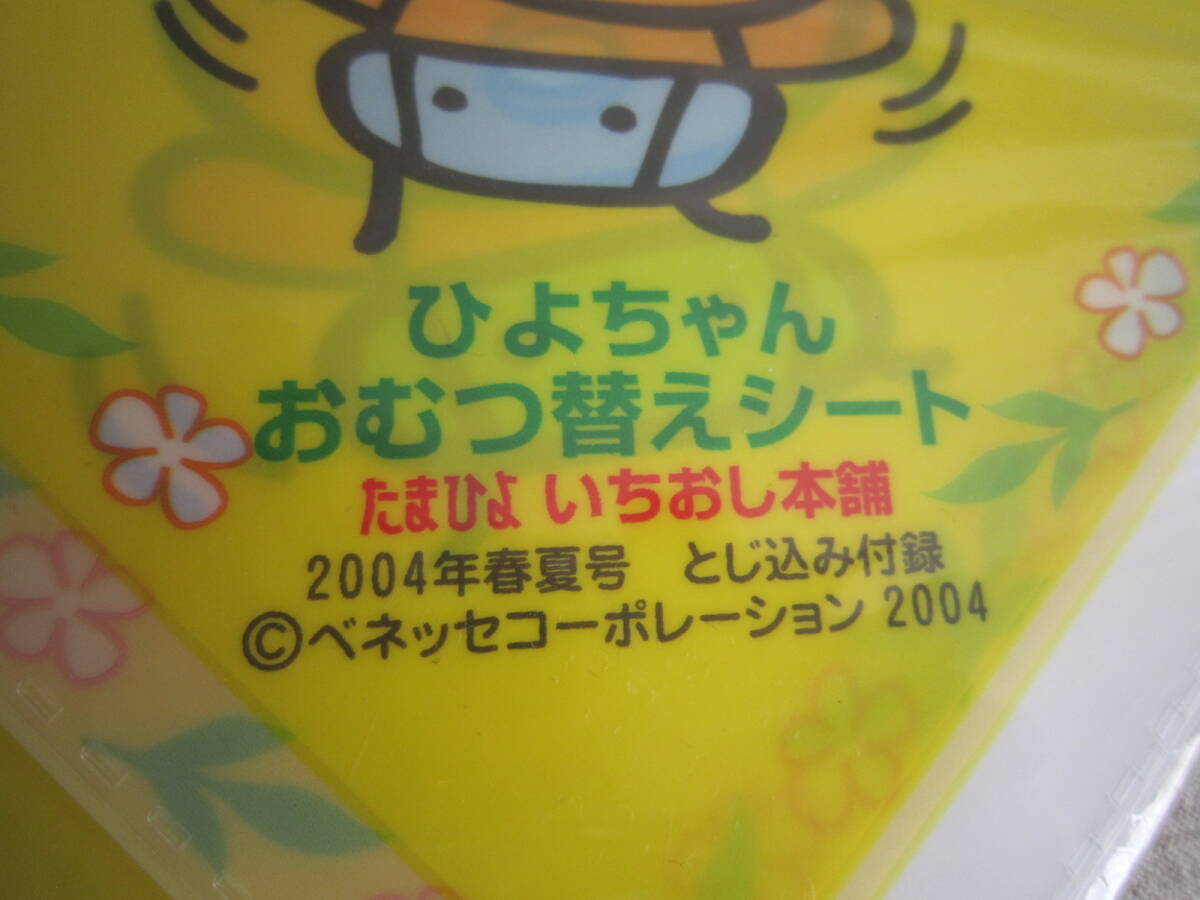 ひよちゃん
おむつ替えシート
たまひよ いちおし本舗
2004年春夏号　とじ込み付録
©ベネッセコーポレーション 2004